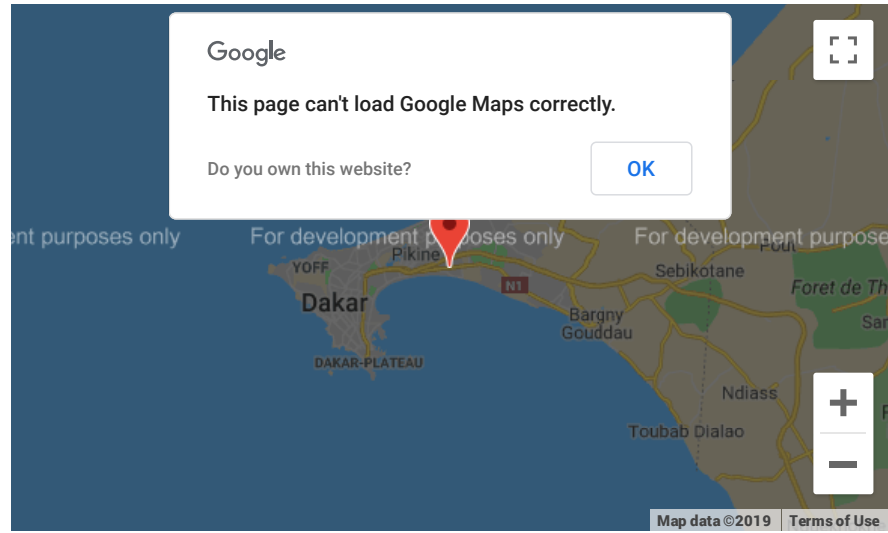 Google
This page can't load Google Maps correctly.
Do you own this website?
OK
ent purposes only
For development purposes only
For development purpose
Pikine
Pout
YOFF
Sebikotane
N1
Foret de Th
Dakar
Bargny
Gouddau
San
DAKAR-PLATEAU
Ndiass
Toubab Dialao
Map data ©2019
Terms of Use